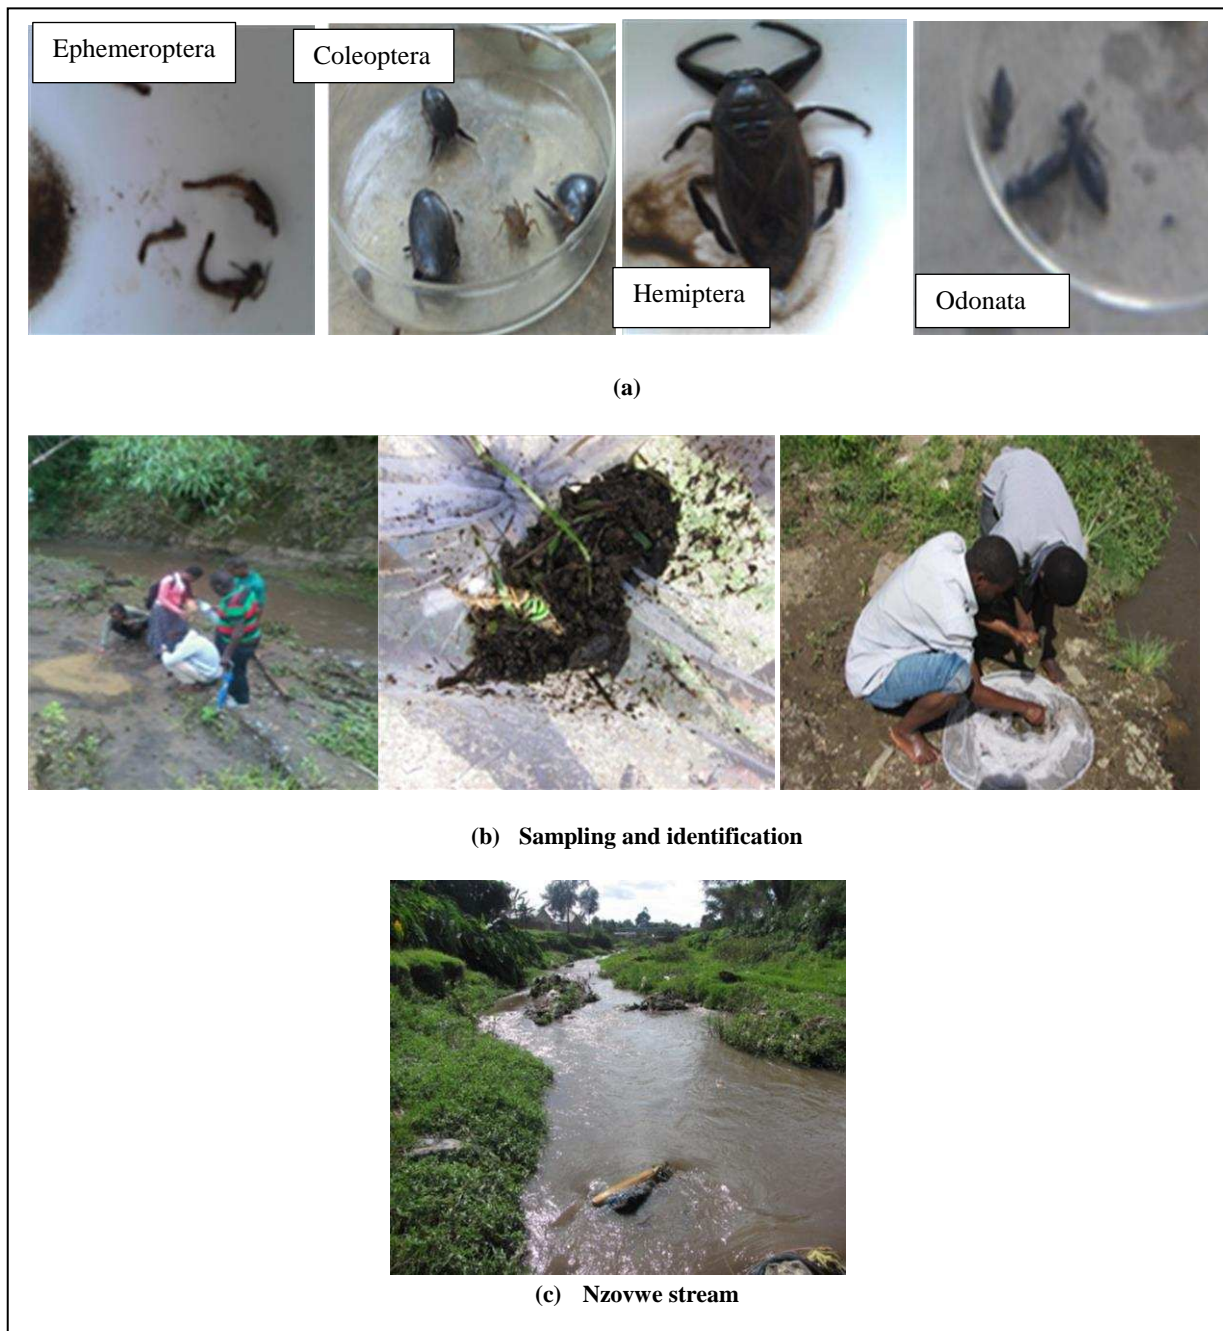 Ephemeroptera
Coleoptera
Hemiptera
Odonata
(a)
(b) Sampling and identification
(c) Nzovwe stream